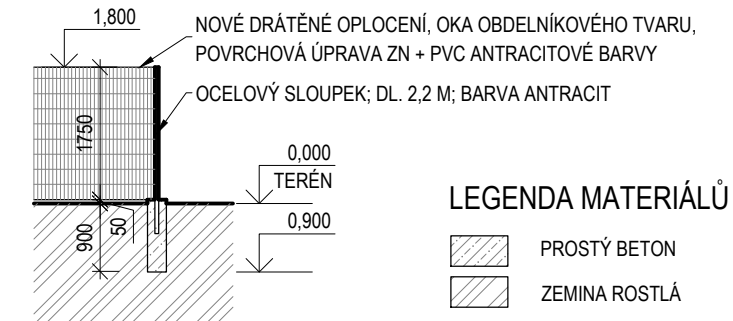 1,800
NOVÉ DRÁTĚNÉ OPLOCENÍ, OKA OBDELNÍKOVÉHO TVARU,
POVRCHOVÁ ÚPRAVA ZN + PVC ANTRACITOVÉ BARVY
OCELOVÝ SLOUPEK; DL. 2,2 M; BARVA ANTRACIT
1750
0,000
TERÉN
900
50
0,900
LEGENDA MATERIÁLŮ
PROSTÝ BETON
ZEMINA ROSTLÁ